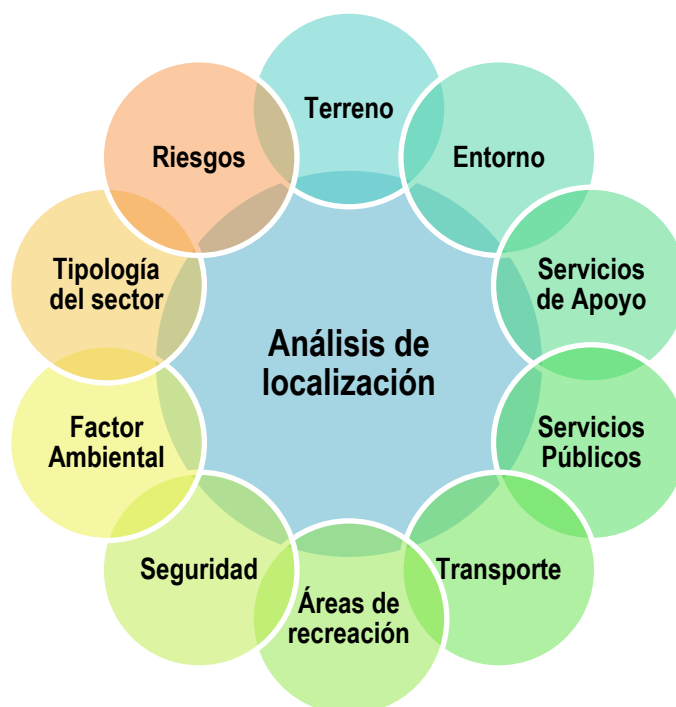 Análisis de
localización
Terreno
Entorno
Servicios
de Apoyo
Servicios
Públicos
Transporte
Áreas de
recreación
Seguridad
Factor
Ambiental
Tipología
del sector
Riesgos